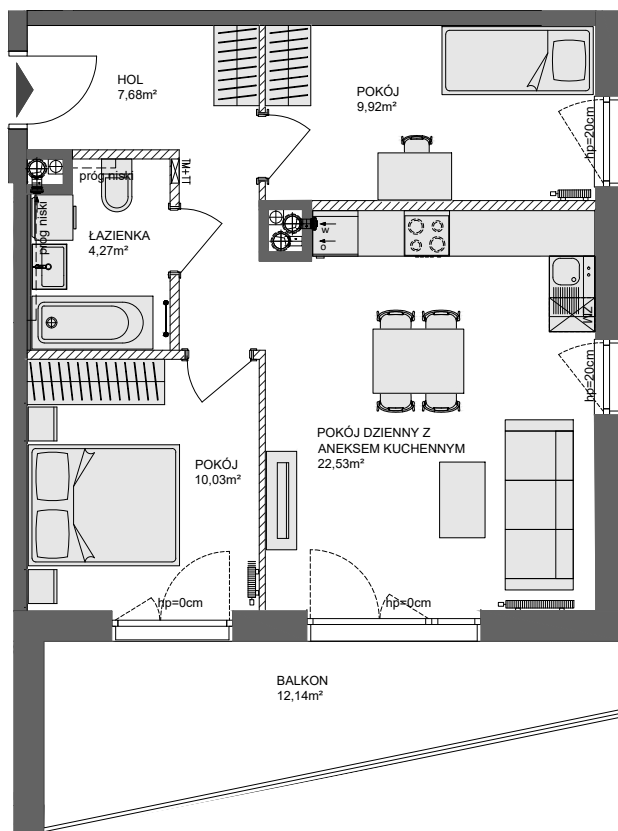 HOL
7,68m²
POKÓJ
9,92m²
hp=20cm
TM+TT
próg niski
próg niski
ŁAZIENKA
4,27m²
W
O
ZM
hp=20cm
POKÓJ DZIENNY Z
ANEKSEM KUCHENNYM
22,53m²
POKÓJ
10,03m²
hp=0cm
hp=0cm
BALKON
12,14m²